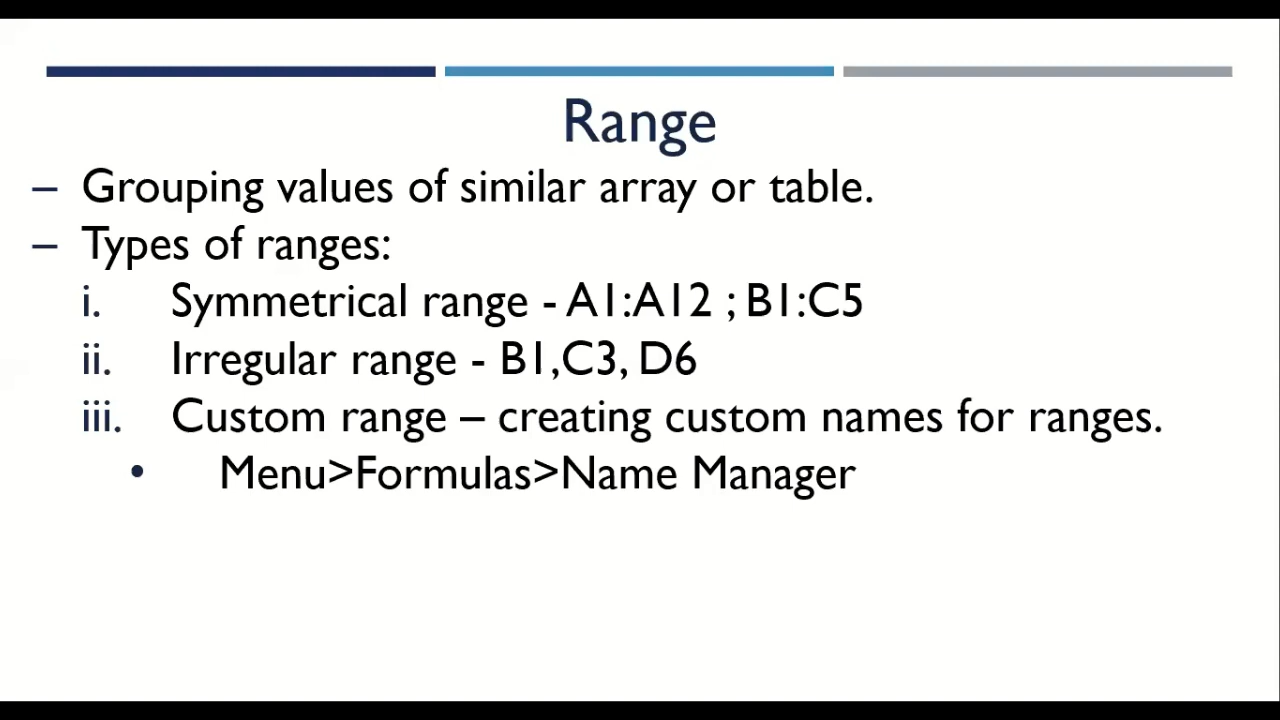 Range
– Grouping values of similar array or table.
– Types of ranges:
i. Symmetrical range - A1:A12 ; B1:C5
ii. Irregular range - B1,C3, D6
iii. Custom range – creating custom names for ranges.
• Menu>Formulas>Name Manager